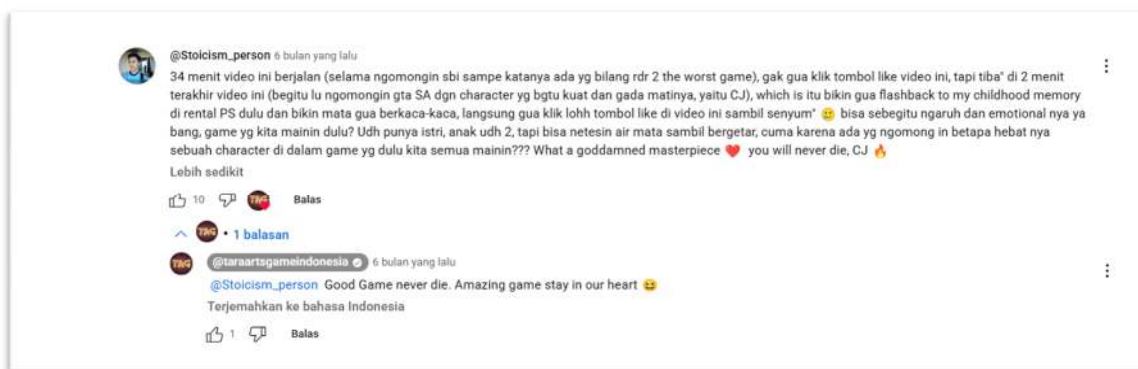 @Stoicism_person 6 bulan yang lalu
34 menit video ini berjalan (selama ngomongin sbi sampe katanya ada yg bilang rdr 2 the worst game), gak gua klik tombol like video ini, tapi tiba" di 2 menit
terakhir video ini (begitu lu ngomongin gta SA dgn character yg bgtu kuat dan gada matinya, yaitu CJ), which is itu bikin gua flashback to my childhood memory
di rental PS dulu dan bikin mata gua berkaca-kaca, langsung gua klik lohh tombol like di video ini sambil senyum" 🥲 bisa sebegitu ngaruh dan emotional nya ya
bang, game yg kita mainin dulu? Udh punya istri, anak udh 2, tapi bisa netesin air mata sambil bergetar, cuma karena ada yg ngomong in betapa hebat nya
sebuah character di dalam game yg dulu kita semua mainin??? What a goddamned masterpiece ❤️ you will never die, CJ 🔥
Lebih sedikit
10 TAG Balas
TAG • 1 balasan
TAG @taraartsgameindonesia 6 bulan yang lalu
@Stoicism_person Good Game never die. Amazing game stay in our heart 😆
Terjemahkan ke bahasa Indonesia
1 Balas